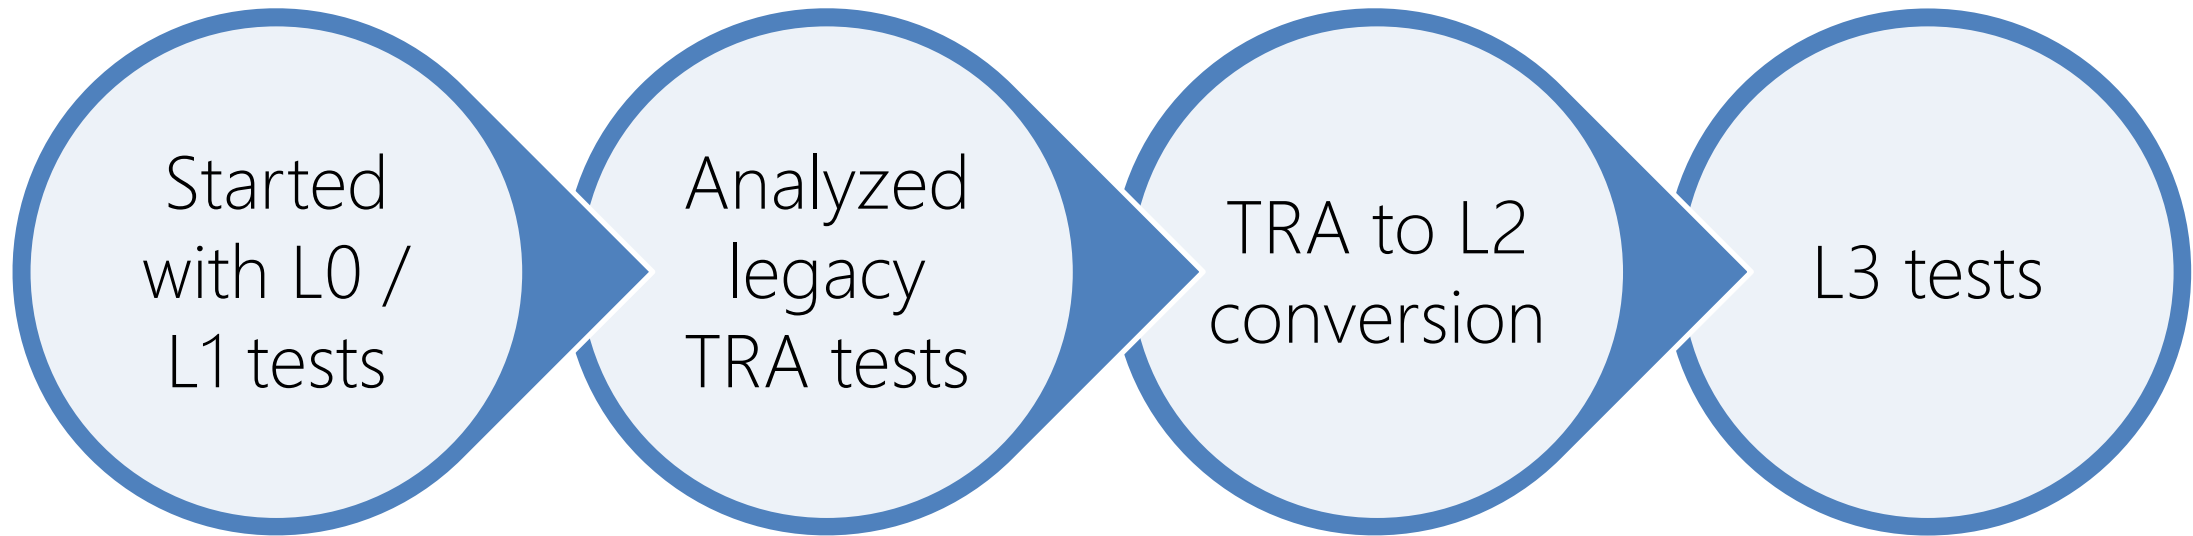 Started
with L0 /
L1 tests
Analyzed
legacy
TRA tests
TRA to L2
conversion
L3 tests